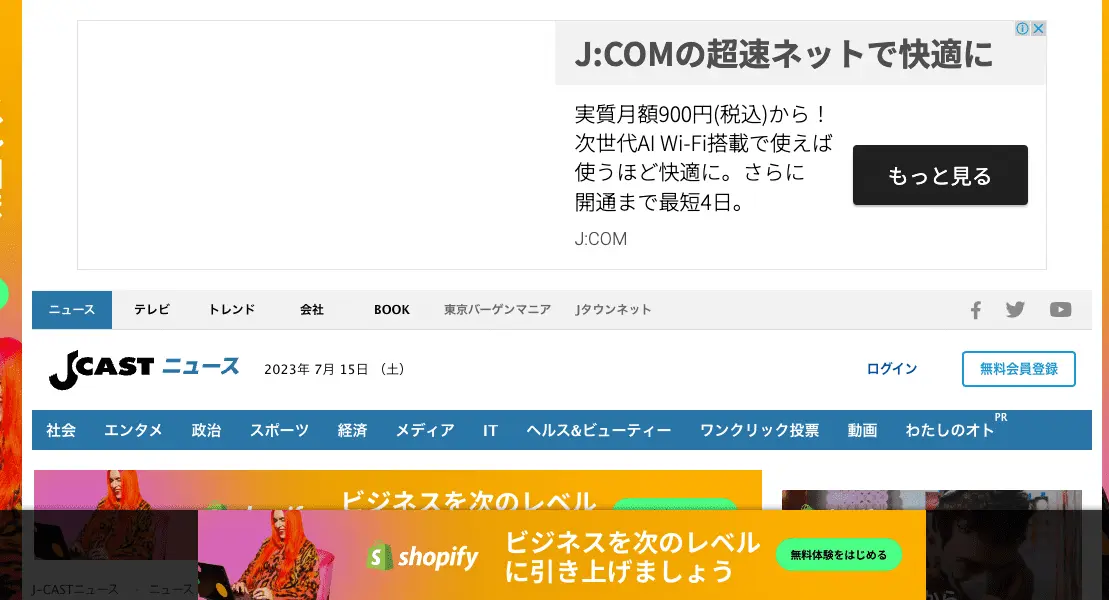 J:COMの超速ネットで快適に
実質月額900円(税込)から！
次世代AI Wi-Fi搭載で使えば
使うほど快適に。さらに
開通まで最短4日。
もっと見る
J:COM
ニュース テレビ トレンド 会社 BOOK 東京バーゲンマニア Jタウンネット
J CAST ニュース 2023年 7月 15日 （土） ログイン 無料会員登録
社会 エンタメ 政治 スポーツ 経済 メディア IT ヘルス&ビューティー ワンクリック投票 動画 わたしのオト PR
ビジネスを次のレベル
shopify
ビジネスを次のレベル
に引き上げましょう
無料体験をはじめる
J-CASTニュース ニュース